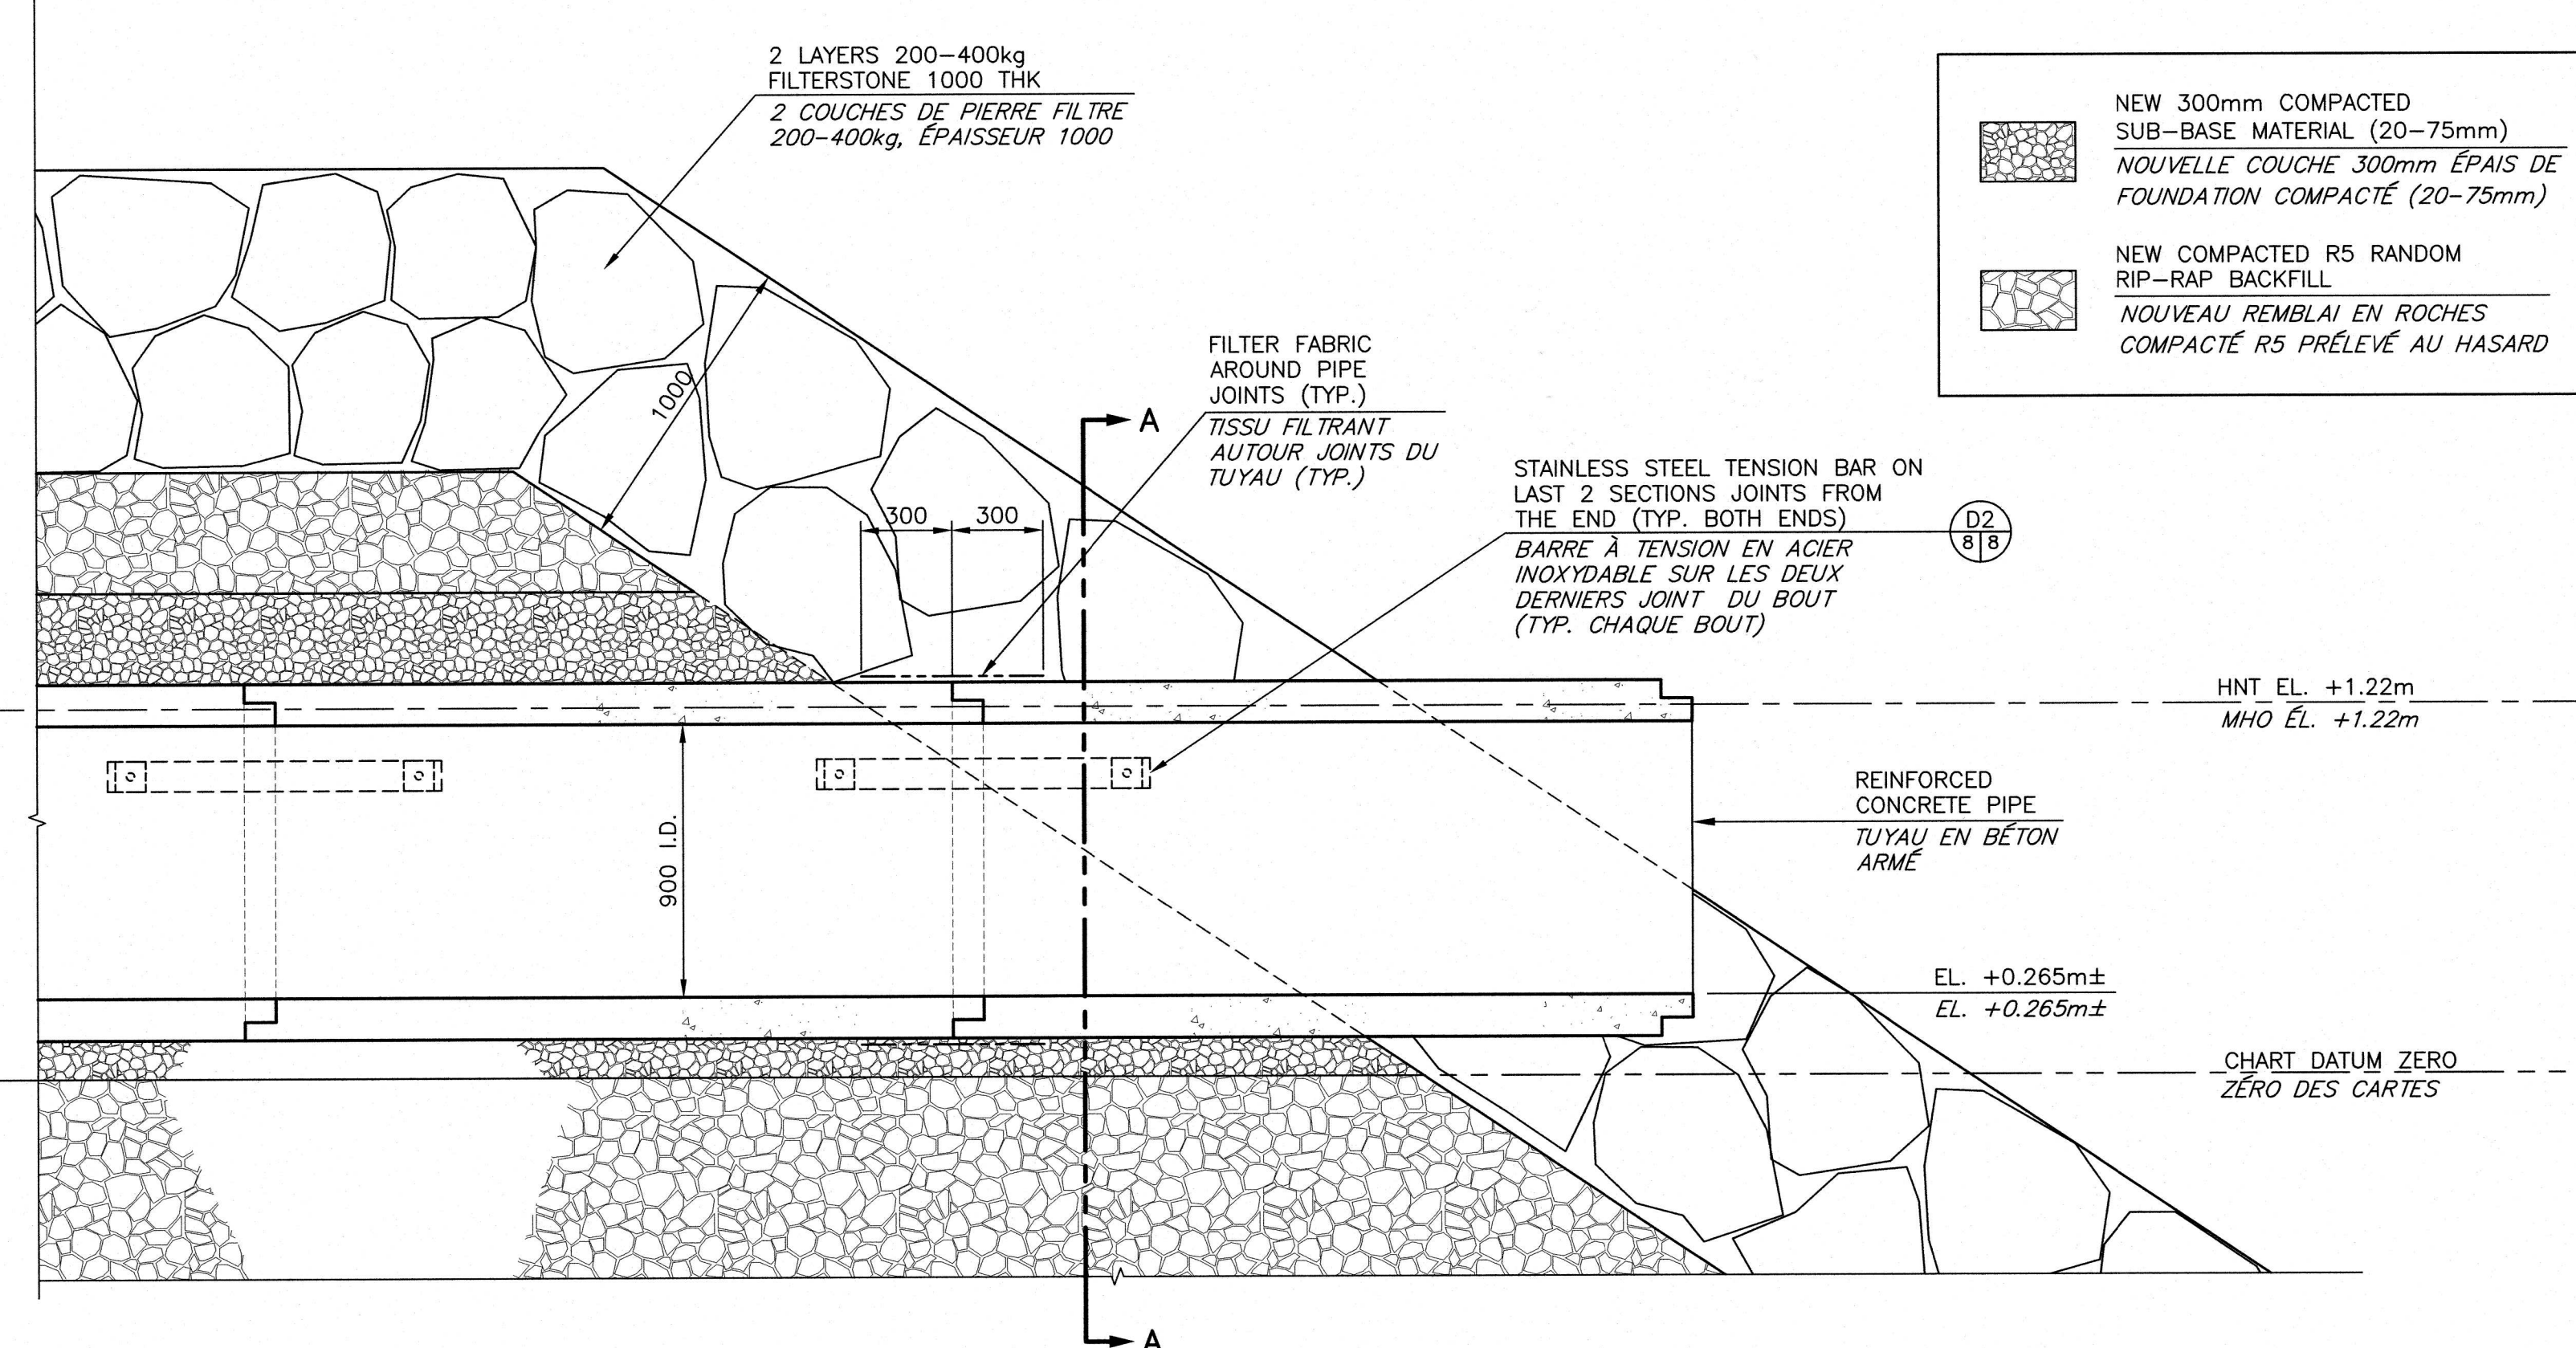 2 LAYERS 200-400kg
FILTERSTONE 1000 THK
2 COUCHES DE PIERRE FILTRE
200-400kg, ÉPAISSEUR 1000
NEW 300mm COMPACTED
SUB-BASE MATERIAL (20-75mm)
NOUVELLE COUCHE 300mm ÉPAIS DE
FOUNDATION COMPACTÉ (20-75mm)
NEW COMPACTED R5 RANDOM
RIP-RAP BACKFILL
NOUVEAU REMBLAI EN ROCHES
COMPACTÉ R5 PRÉLEVÉ AU HASARD
1000
FILTER FABRIC
AROUND PIPE
JOINTS (TYP.)
TISSU FILTRANT
AUTOUR JOINTS DU
TUYAU (TYP.)
A
300
300
STAINLESS STEEL TENSION BAR ON
LAST 2 SECTIONS JOINTS FROM
THE END (TYP. BOTH ENDS)
BARRE À TENSION EN ACIER
INOXYDABLE SUR LES DEUX
DERNIERS JOINT DU BOUT
(TYP. CHAQUE BOUT)
D2
8 8
HNT EL. +1.22m
MHO ÉL. +1.22m
900 I.D.
REINFORCED
CONCRETE PIPE
TUYAU EN BÉTON
ARMÉ
EL. +0.265m±
EL. +0.265m±
CHART DATUM ZERO
ZÉRO DES CARTES
A